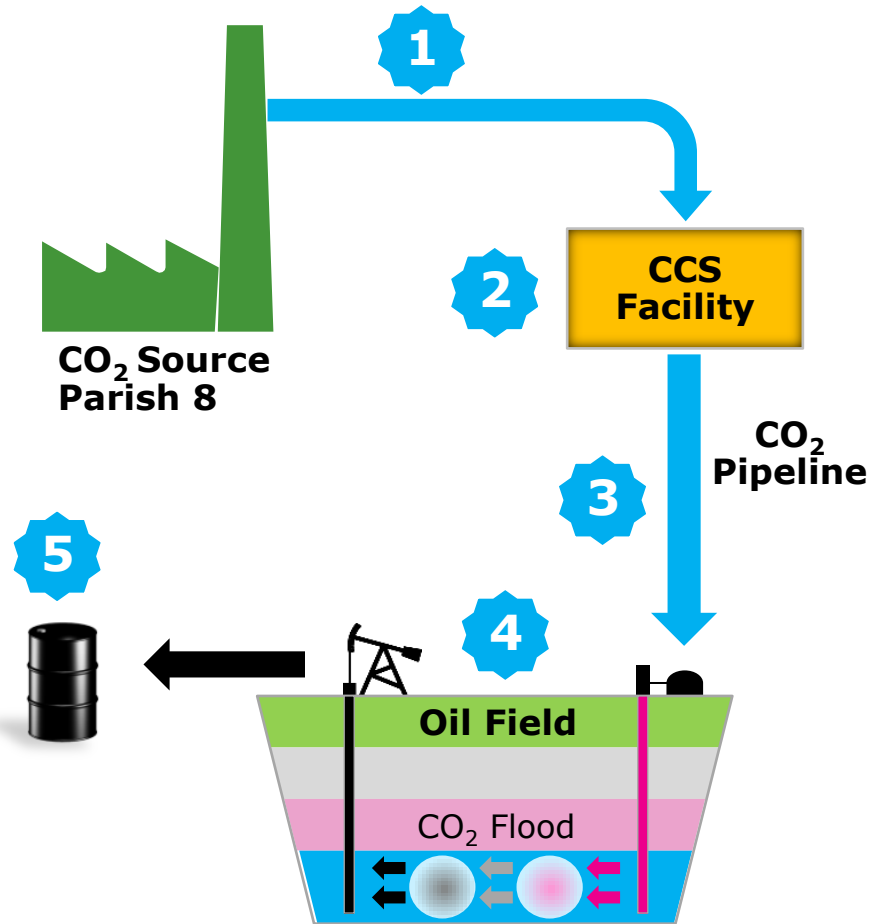 1
2
CCS
Facility
CO₂ Source
Parish 8
CO₂
Pipeline
3
5
4
Oil Field
CO₂ Flood